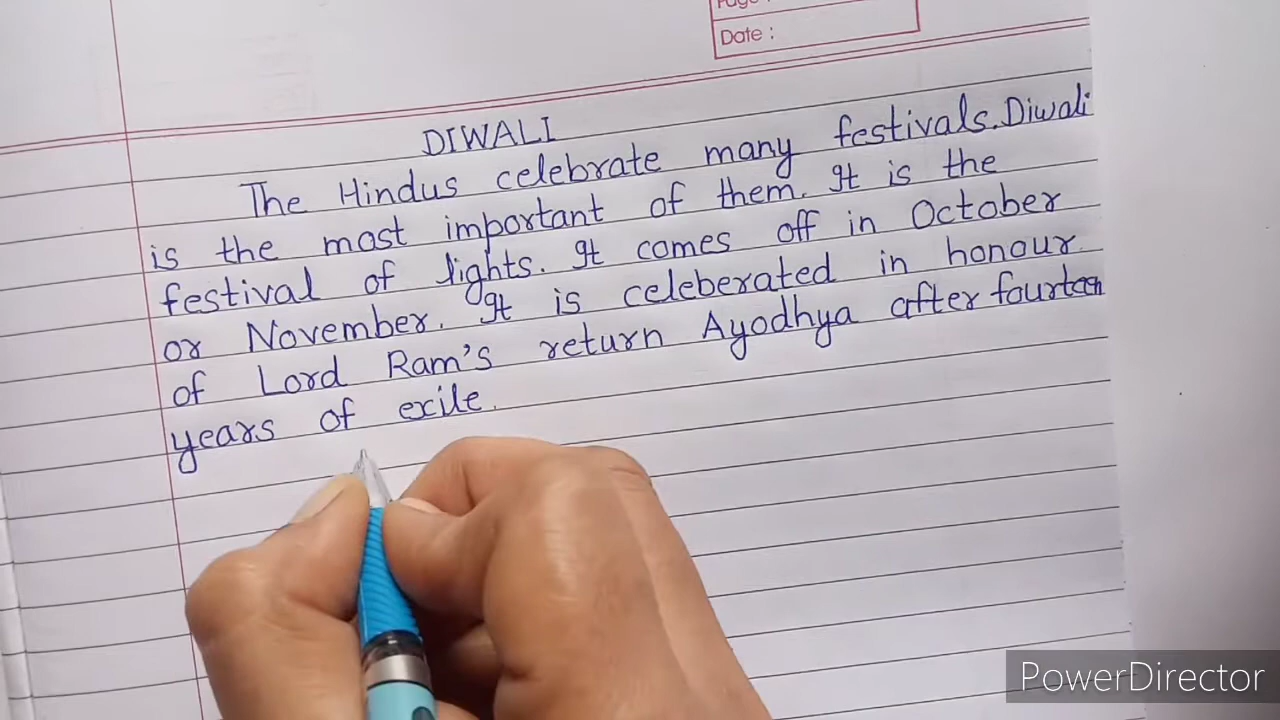 Page :
Date :
DIWALI
The Hindus celebrate many festivals. Diwali
is the most important of them. It is the
festival of lights. It comes off in October
or November. It is celeberated in honour
of Lord Ram's return Ayodhya after fourteen
years of exile.
PowerDirector